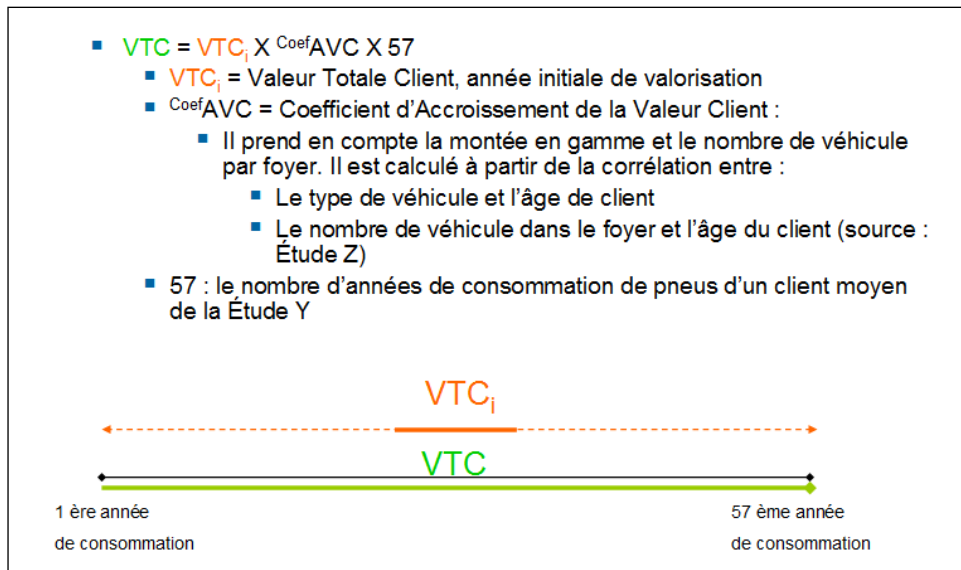 VTC = VTCi X CoefAVC X 57
VTCi = Valeur Totale Client, année initiale de valorisation
CoefAVC = Coefficient d'Accroissement de la Valeur Client :
Il prend en compte la montée en gamme et le nombre de véhicule
par foyer. Il est calculé à partir de la corrélation entre :
Le type de véhicule et l'âge de client
Le nombre de véhicule dans le foyer et l'âge du client (source :
Étude Z)
57 : le nombre d'années de consommation de pneus d'un client moyen
de la Étude Y
VTCi
VTC
1 ère année
de consommation
57 ème année
de consommation